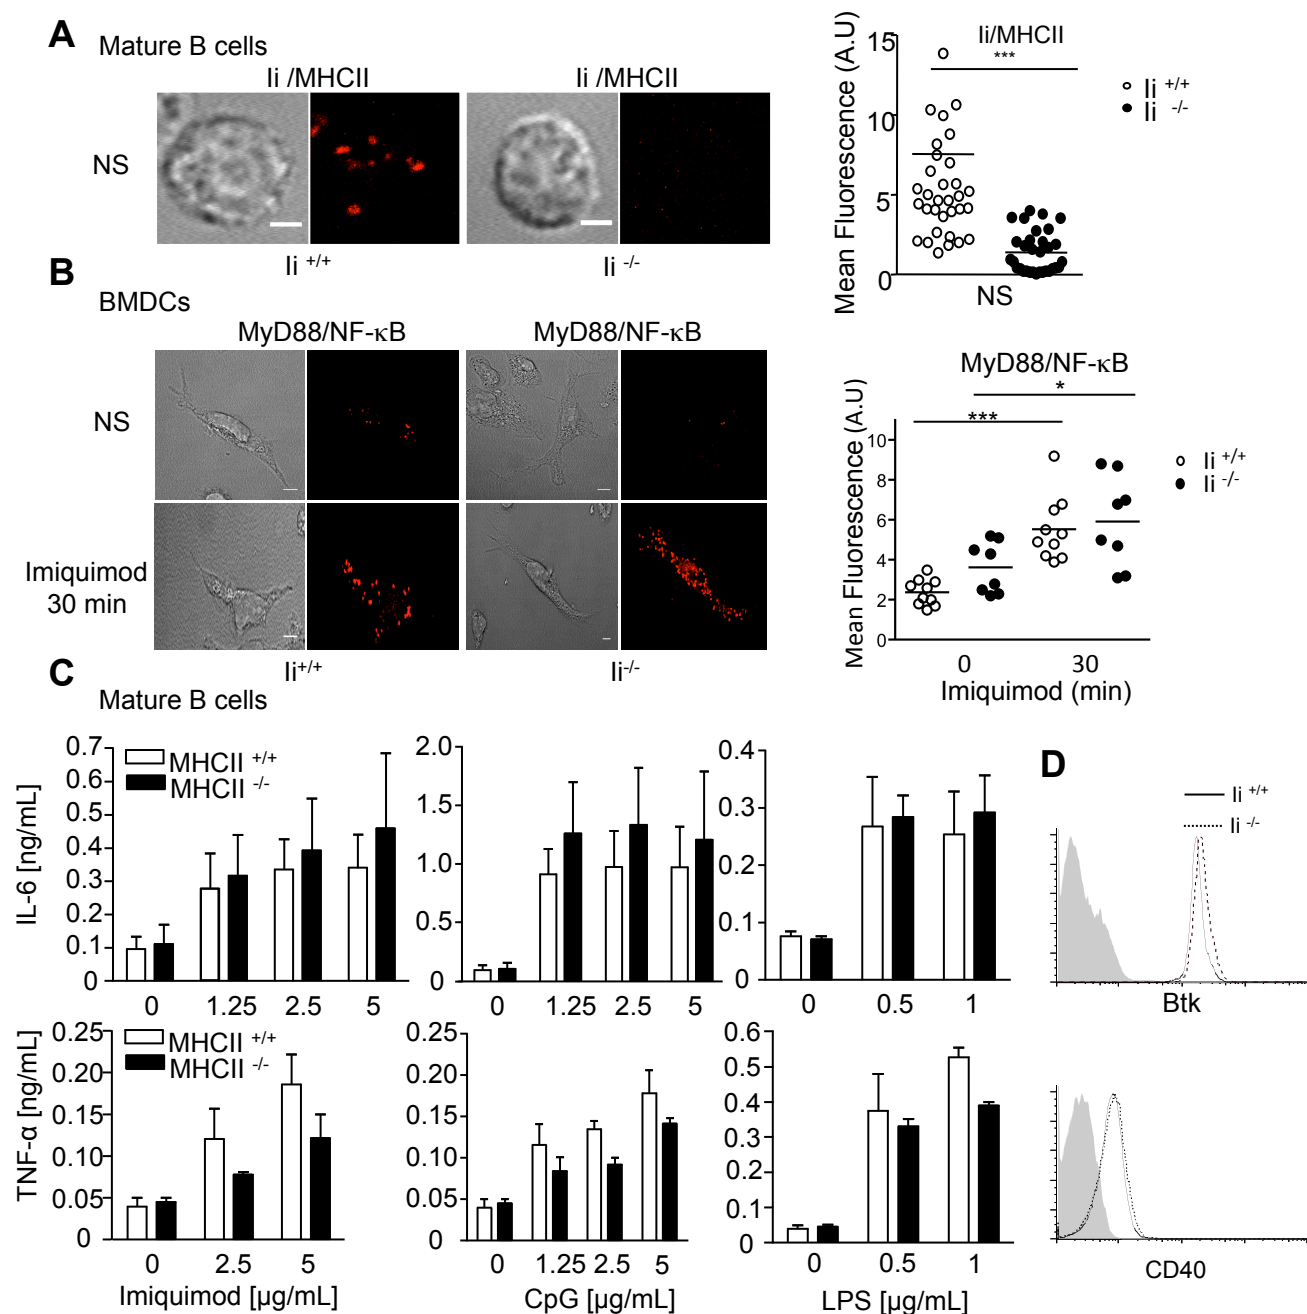 A
Mature B cells
Ii /MHCII
Ii /MHCII
NS
Ii +/+
Ii -/-
Mean Fluorescence (A.U)
15
10
5
0
Ii/MHCII
***
NS
Ii +/+
Ii -/-
B
BMDCs
MyD88/NF-κB
MyD88/NF-κB
NS
Imiquimod
30 min
Ii+/+
Ii-/-
MyD88/NF-κB
*
***
Mean Fluorescence (A.U)
10
8
6
4
2
0
0 30
Imiquimod (min)
Ii +/+
Ii -/-
C
Mature B cells
IL-6 [ng/mL]
0.7
0.6
0.5
0.4
0.3
0.2
0.1
0
MHCII +/+
MHCII -/-
0 1.25 2.5 5
2.0
1.5
1.0
0.5
0
0 1.25 2.5 5
0.4
0.3
0.2
0.1
0
0 0.5 1
TNF-α [ng/mL]
0.25
0.20
0.15
0.10
0.05
0
MHCII +/+
MHCII -/-
0 2.5 5
Imiquimod [µg/mL]
0.25
0.20
0.15
0.10
0.05
0
0 1.25 2.5 5
CpG [µg/mL]
0.6
0.5
0.4
0.3
0.2
0.1
0
0 0.5 1
LPS [µg/mL]
D
Ii +/+
Ii -/-
Btk
CD40